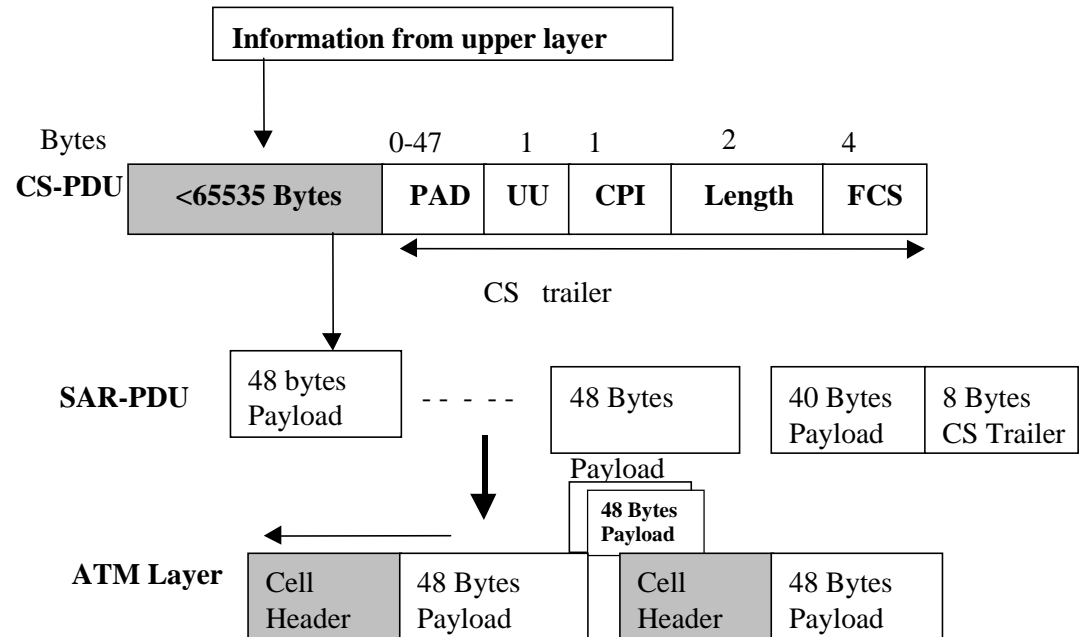 Information from upper layer
Bytes 0-47 1 1 2 4
CS-PDU <65535 Bytes PAD UU CPI Length FCS
CS trailer
SAR-PDU
48 bytes
Payload
- - - - -
48 Bytes
Payload
40 Bytes
Payload
8 Bytes
CS Trailer
48 Bytes
Payload
ATM Layer
Cell
Header
48 Bytes
Payload
Cell
Header
48 Bytes
Payload